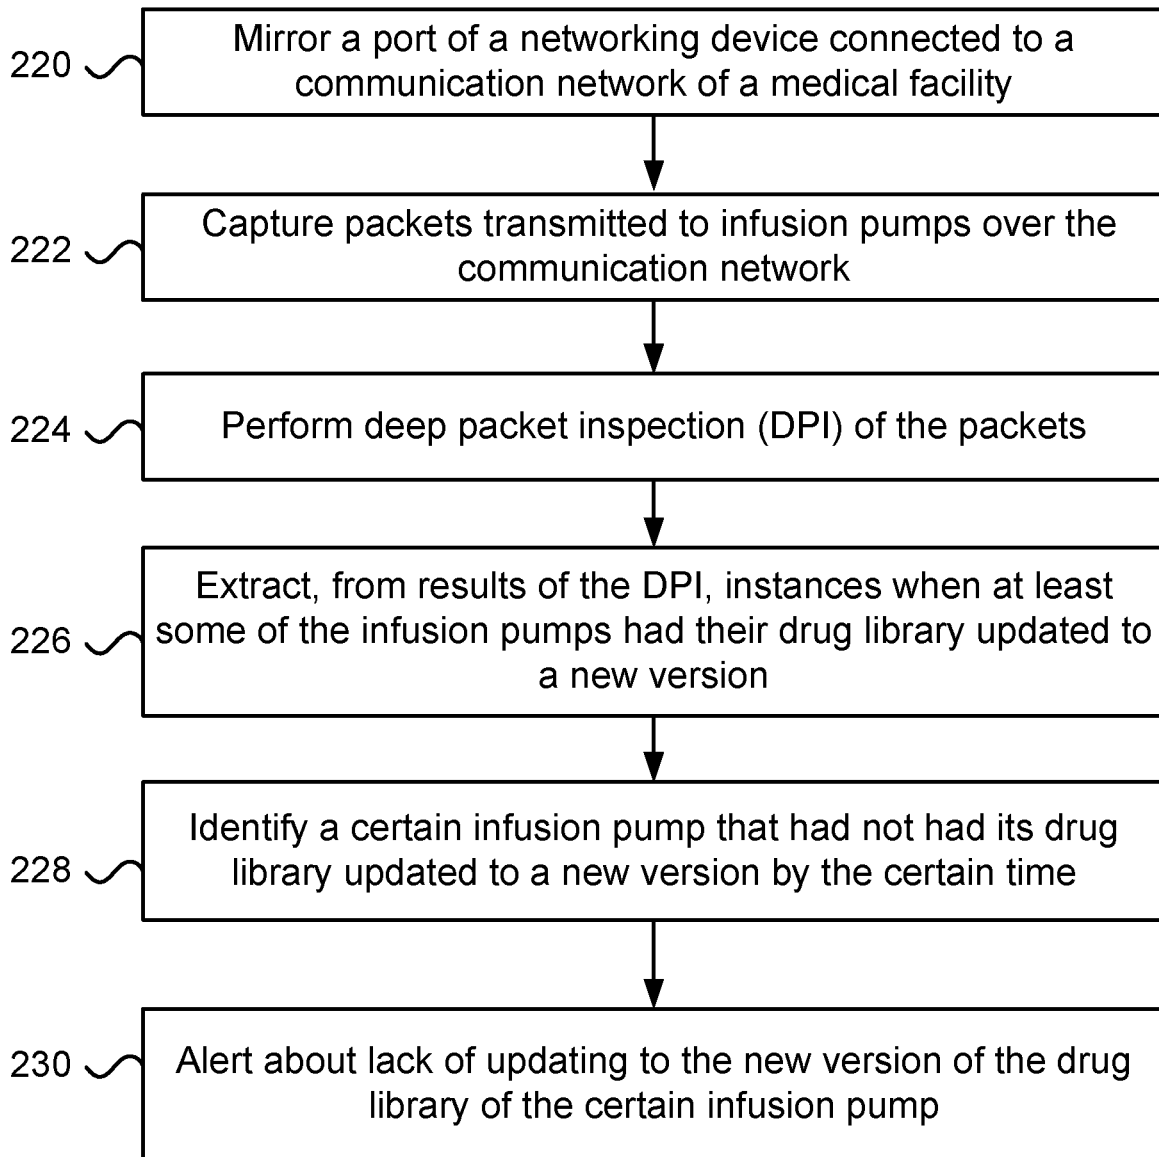 220
Mirror a port of a networking device connected to a
communication network of a medical facility
222
Capture packets transmitted to infusion pumps over the
communication network
224
Perform deep packet inspection (DPI) of the packets
226
Extract, from results of the DPI, instances when at least
some of the infusion pumps had their drug library updated to
a new version
228
Identify a certain infusion pump that had not had its drug
library updated to a new version by the certain time
230
Alert about lack of updating to the new version of the drug
library of the certain infusion pump